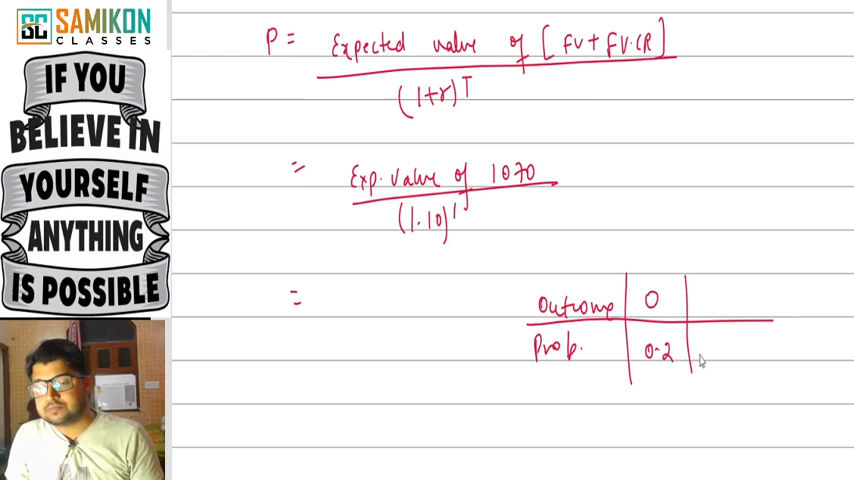 SC SAMIKON
CLASSES
IF YOU
BELIEVE IN
YOURSELF
ANYTHING
IS POSSIBLE
P = Expected value of [FV + FV.CR]
(1+r)^T
= Exp. value of 1070
(1.10)^1
=
Outcome 0
Prob. 0.2